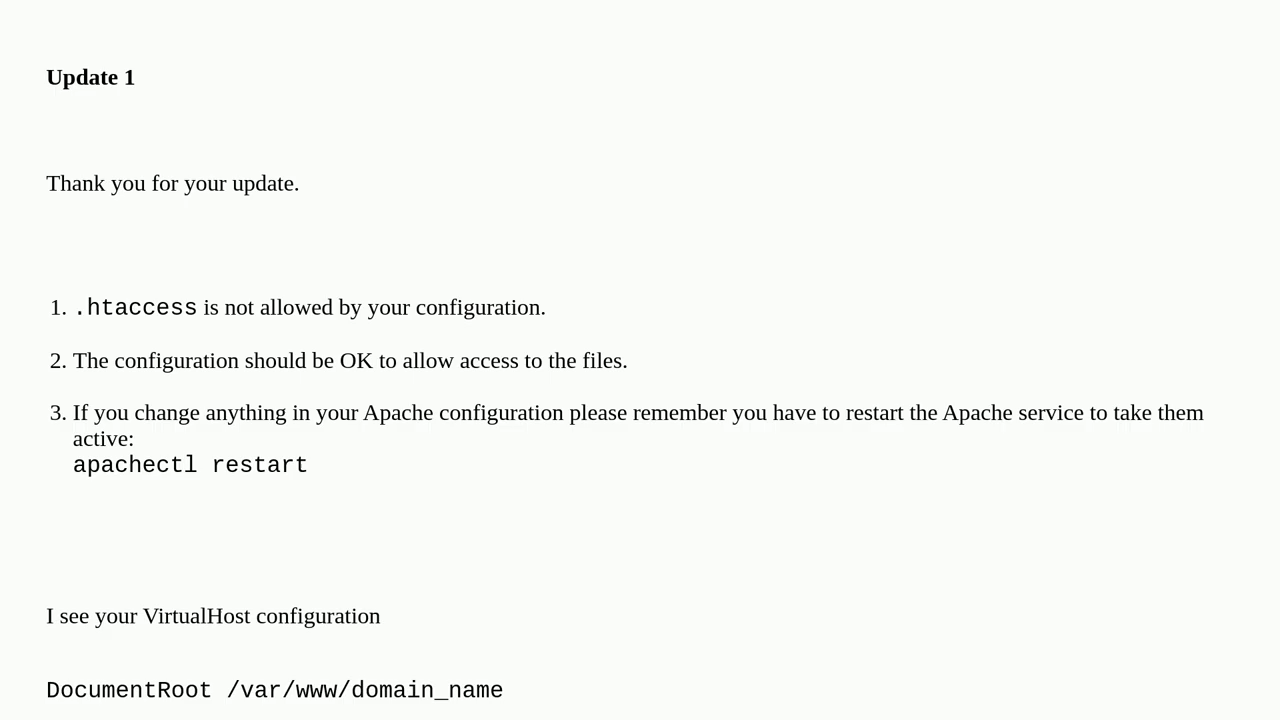 Update 1
Thank you for your update.
1. .htaccess is not allowed by your configuration.
2. The configuration should be OK to allow access to the files.
3. If you change anything in your Apache configuration please remember you have to restart the Apache service to take them
active:
apachectl restart
I see your VirtualHost configuration
DocumentRoot /var/www/domain_name